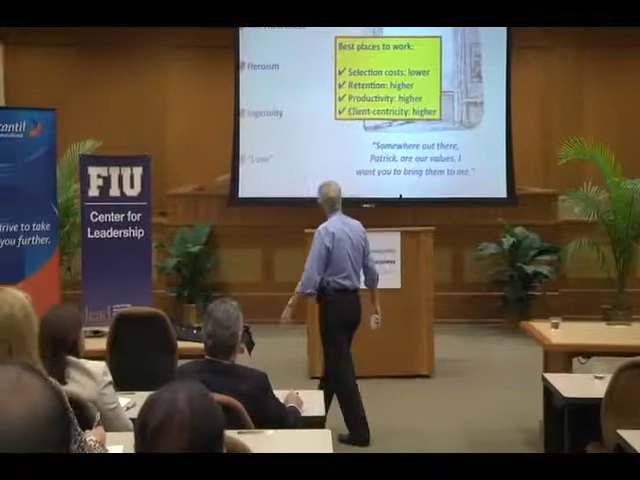 Heroism
Ingenuity
"Love"
Best places to work:
✓ Selection costs: lower
✓ Retention: higher
✓ Productivity: higher
✓ Client-centricity: higher
"Somewhere out there,
Patrick, are our values. I
want you to bring them to me."
FIU
Center for
Leadership
lead
to take
you further.